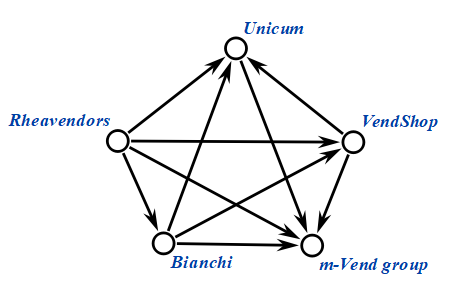 Unicum
Rheavendors
VendShop
Bianchi
m-Vend group